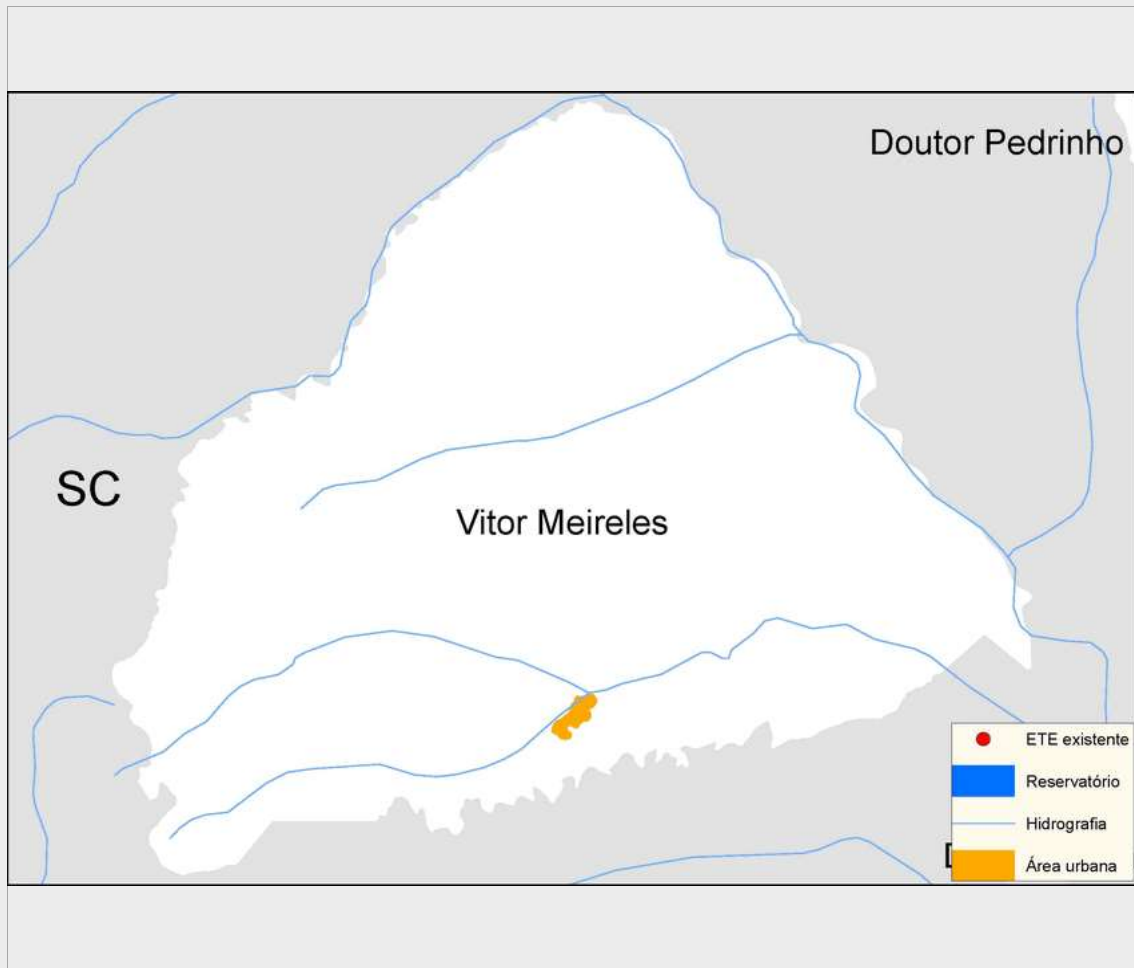 Doutor Pedrinho
SC
Vitor Meireles
ETE existente
Reservatório
Hidrografia
Área urbana